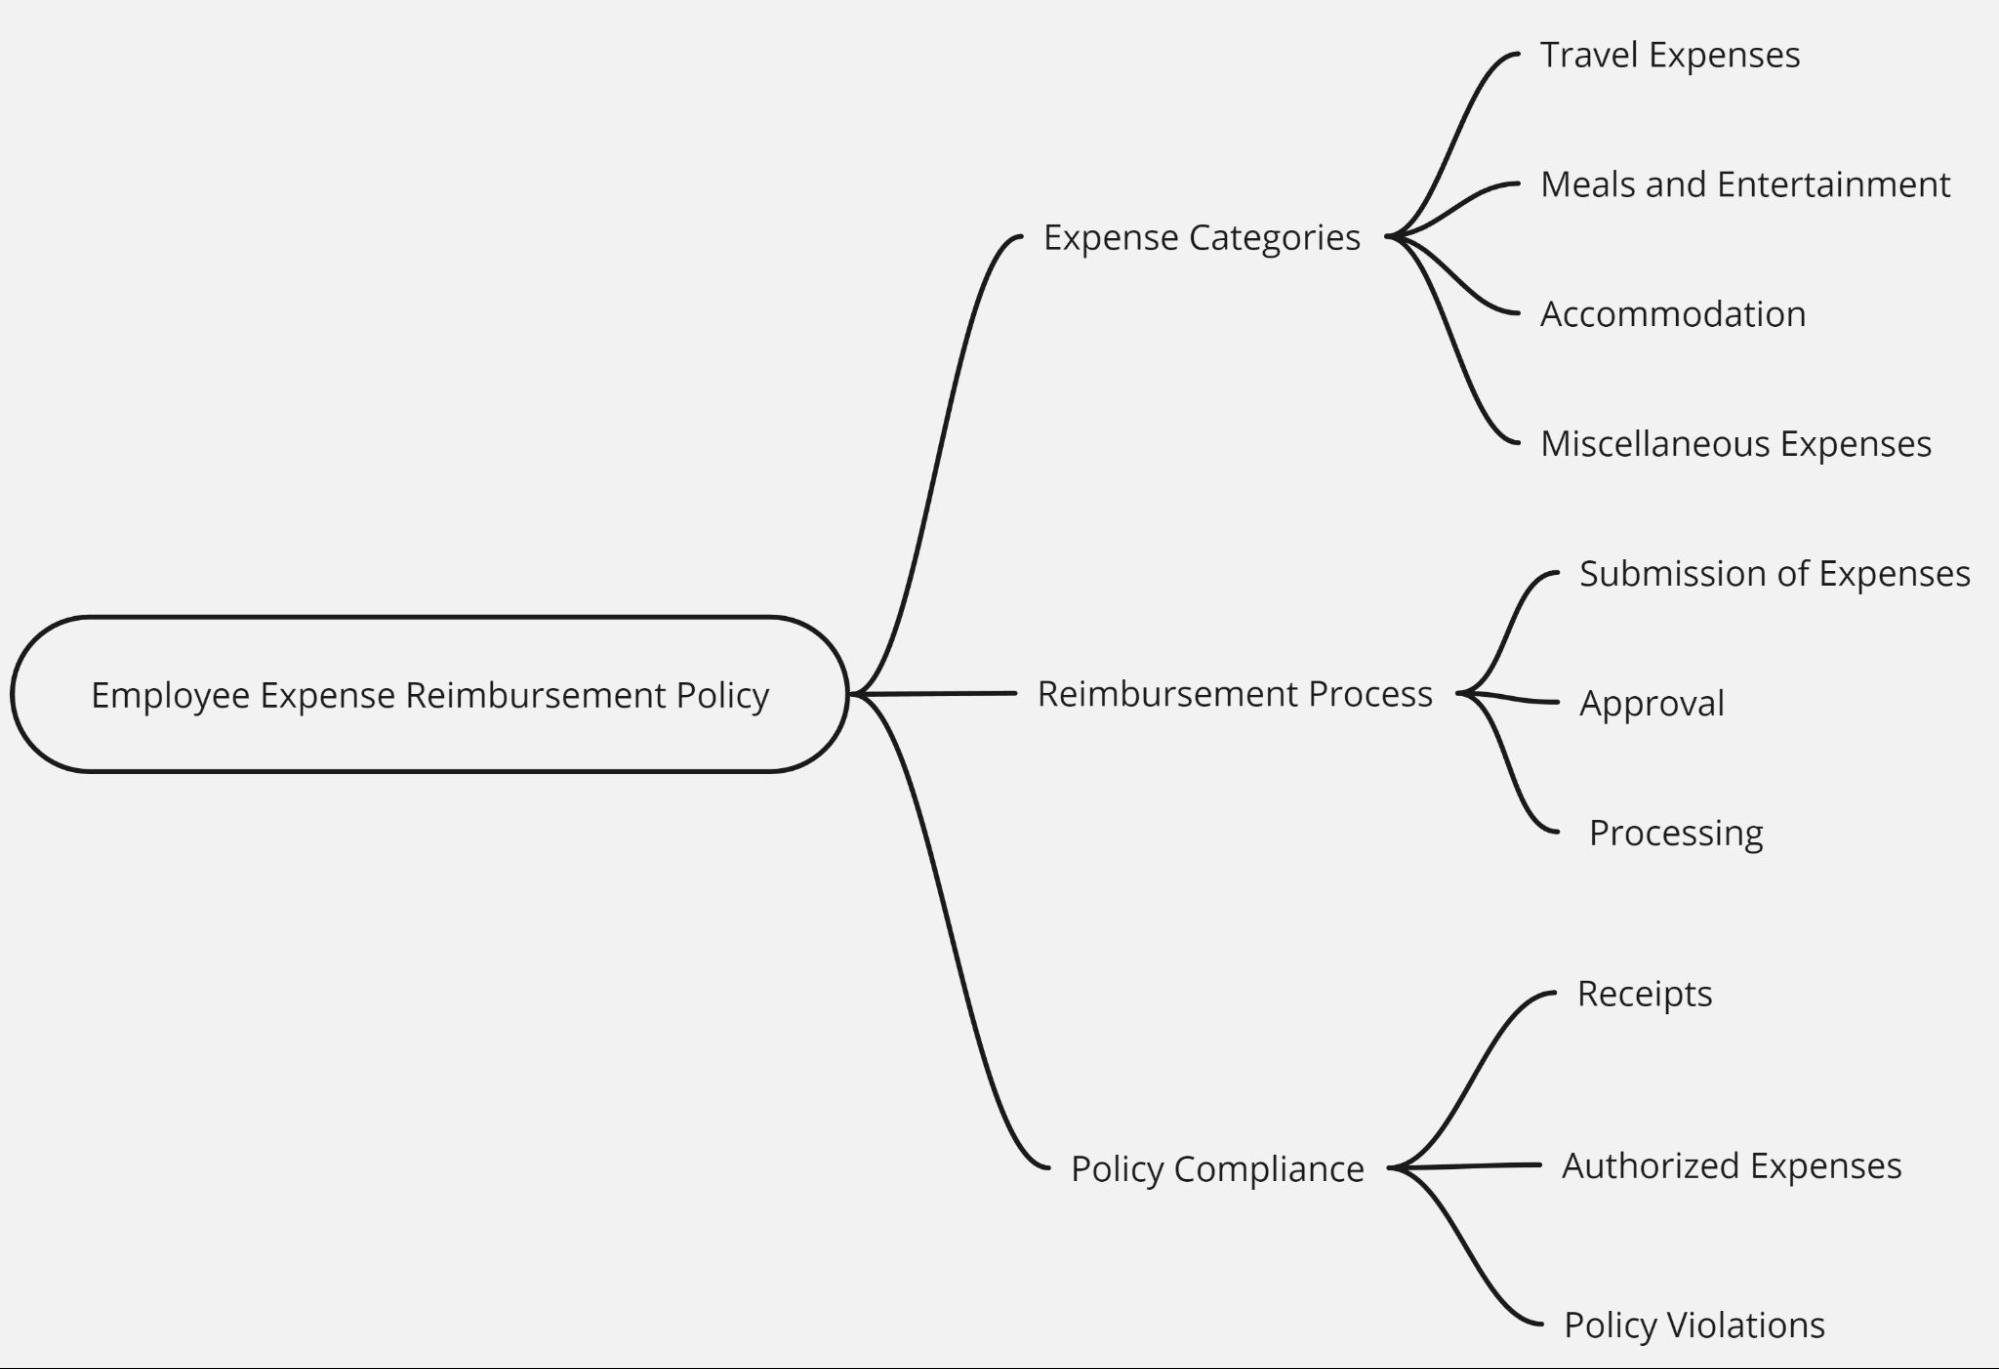 Employee Expense Reimbursement Policy
Expense Categories
Travel Expenses
Meals and Entertainment
Accommodation
Miscellaneous Expenses
Reimbursement Process
Submission of Expenses
Approval
Processing
Policy Compliance
Receipts
Authorized Expenses
Policy Violations